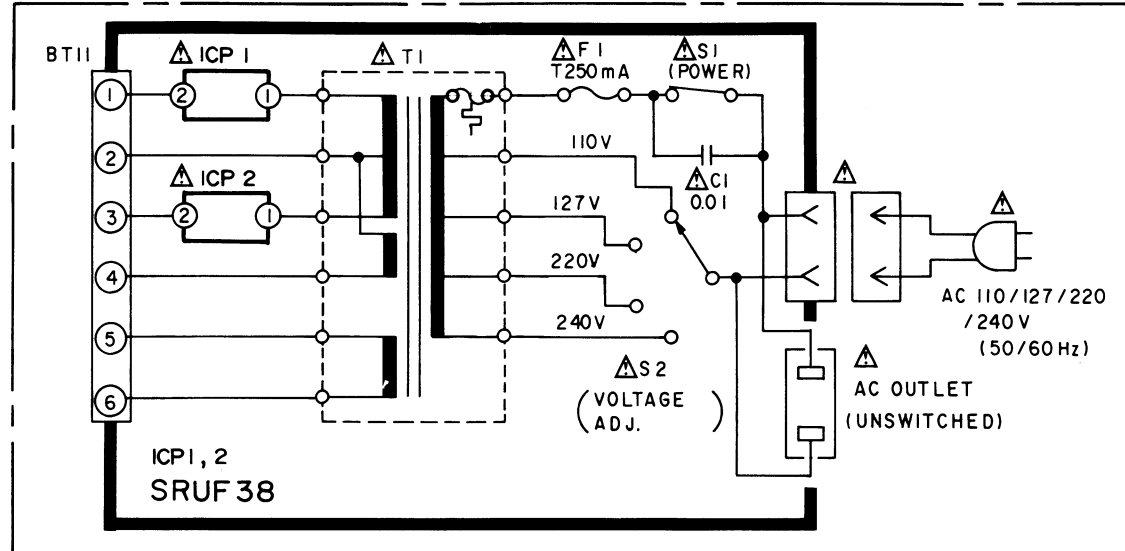 BT11
ICP 1
T1
F1
T250mA
S1
(POWER)
1
2
1
2
110V
C1
0.01
ICP 2
3
2
1
127V
4
220V
5
240V
6
S2
(VOLTAGE
ADJ.)
AC 110/127/220
/240V
(50/60Hz)
AC OUTLET
(UNSWITCHED)
ICP1, 2
SRUF38